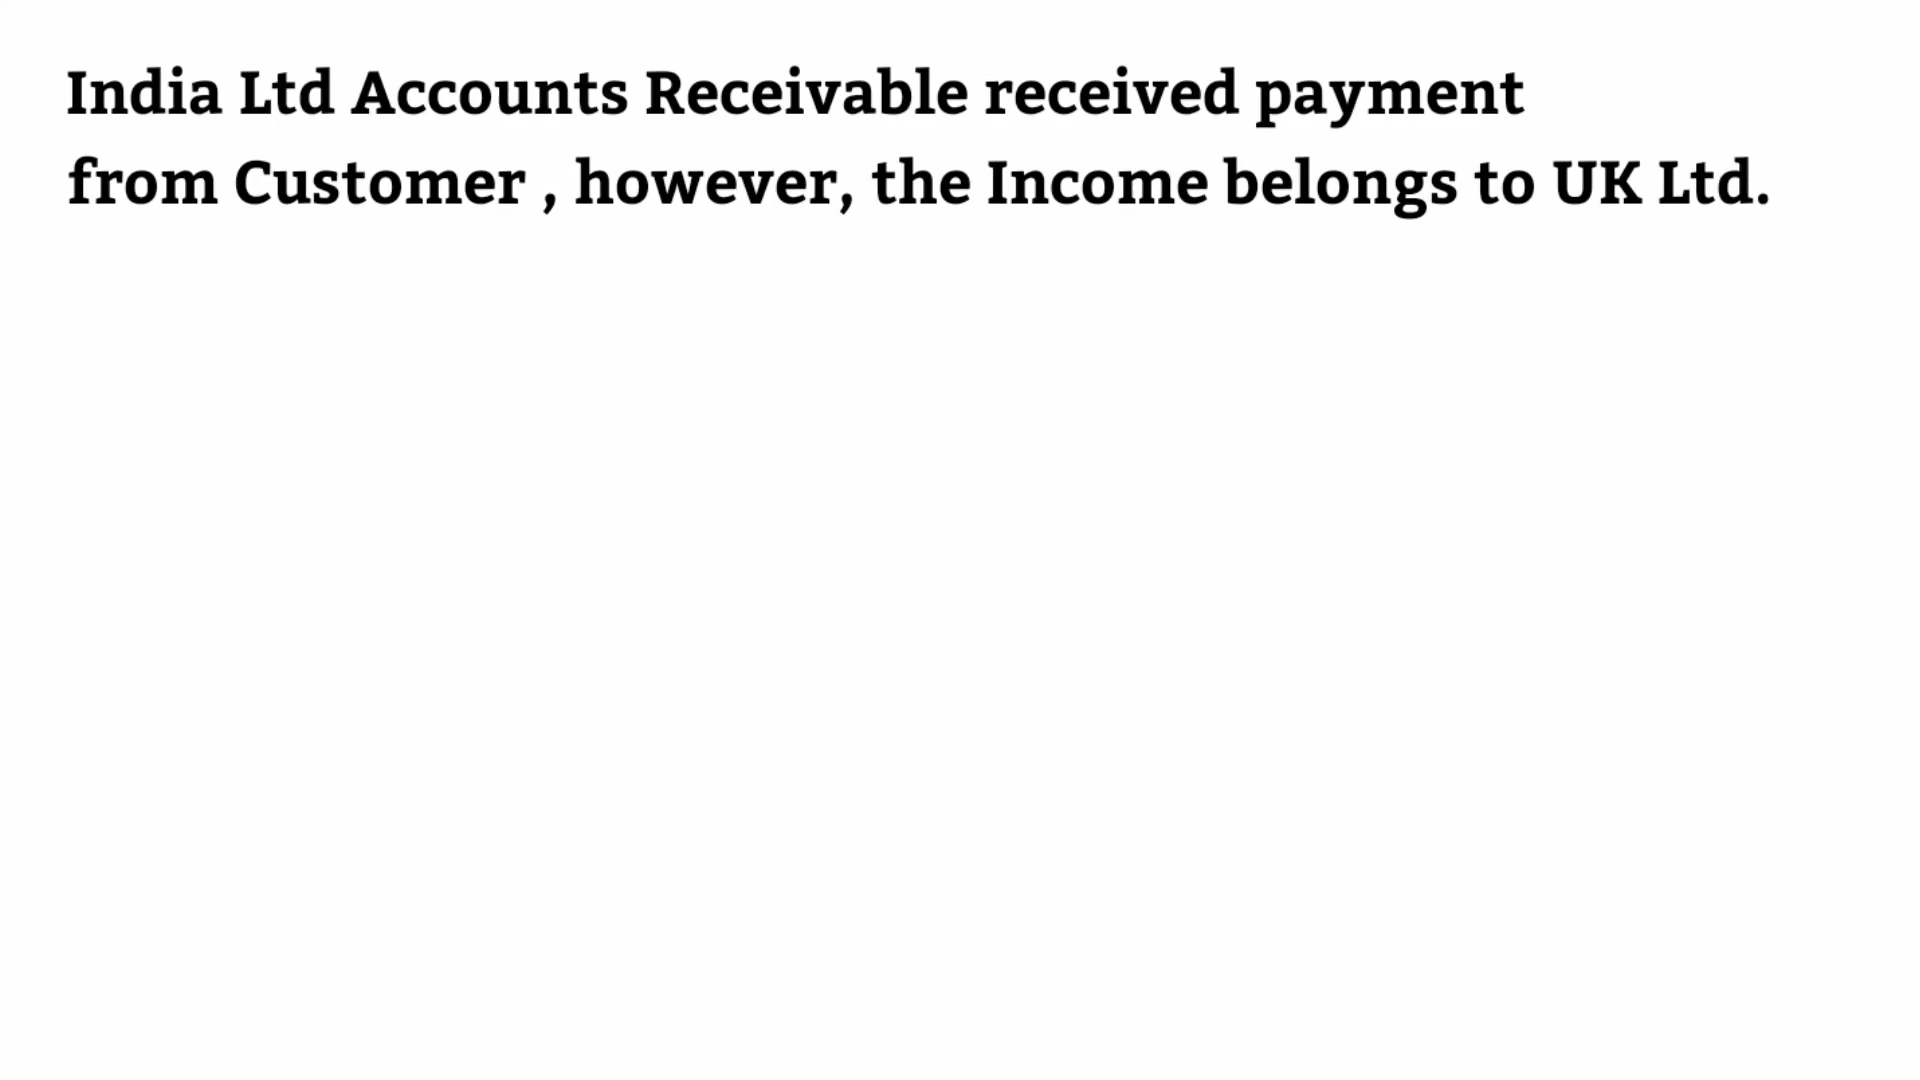 India Ltd Accounts Receivable received payment
from Customer , however, the Income belongs to UK Ltd.